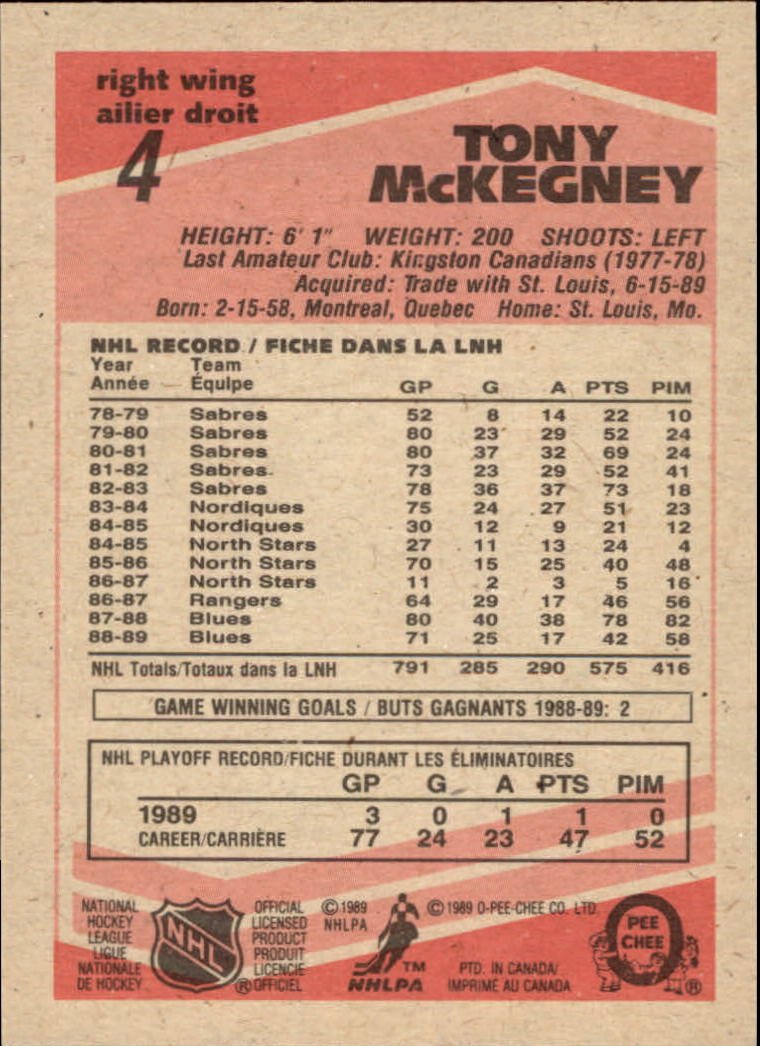 right wing
ailier droit
4
TONY
McKEGNEY
HEIGHT: 6' 1" WEIGHT: 200 SHOOTS: LEFT
Last Amateur Club: Kingston Canadians (1977-78)
Acquired: Trade with St. Louis, 6-15-89
Born: 2-15-58, Montreal, Quebec Home: St. Louis, Mo.
NHL RECORD / FICHE DANS LA LNH
Year Team
Année Équipe GP G A PTS PIM
78-79 Sabres 52 8 14 22 10
79-80 Sabres 80 23 29 52 24
80-81 Sabres 80 37 32 69 24
81-82 Sabres 73 23 29 52 41
82-83 Sabres 78 36 37 73 18
83-84 Nordiques 75 24 27 51 23
84-85 Nordiques 30 12 9 21 12
84-85 North Stars 27 11 13 24 4
85-86 North Stars 70 15 25 40 48
86-87 North Stars 11 2 3 5 16
86-87 Rangers 64 29 17 46 56
87-88 Blues 80 40 38 78 82
88-89 Blues 71 25 17 42 58
NHL Totals/Totaux dans la LNH 791 285 290 575 416
GAME WINNING GOALS / BUTS GAGNANTS 1988-89: 2
NHL PLAYOFF RECORD/FICHE DURANT LES ÉLIMINATOIRES
GP G A PTS PIM
1989 3 0 1 1 0
CAREER/CARRIÈRE 77 24 23 47 52
NATIONAL
HOCKEY
LEAGUE
LIGUE
NATIONALE
DE HOCKEY
NHL
®
OFFICIAL
LICENSED
PRODUCT
PRODUIT
LICENCIÉ
OFFICIEL
© 1989
NHLPA
TM
NHLPA
© 1989 O-PEE-CHEE CO. LTD.
PTD. IN CANADA/
IMPRIMÉ AU CANADA
PEE
CHEE
®